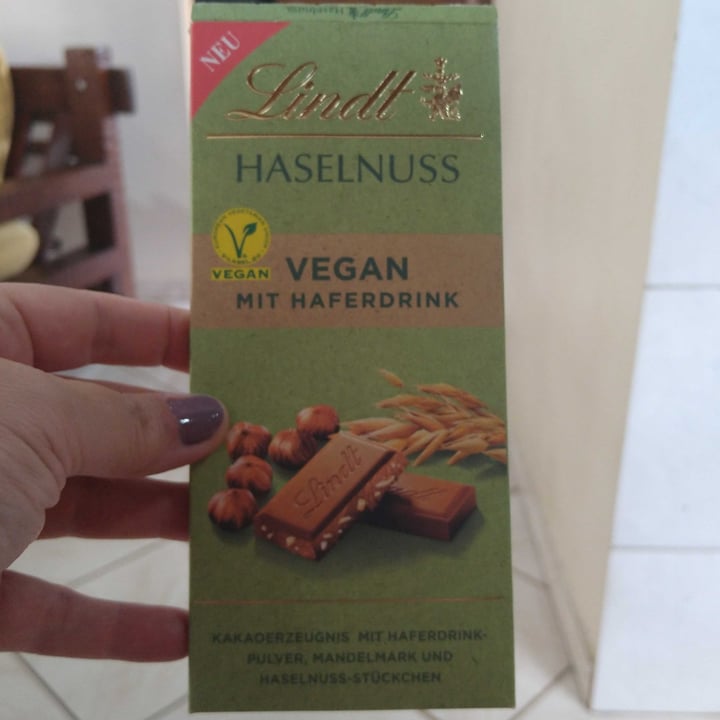 NEU
Lindt
HASELNUSS
VEGAN
VEGAN
MIT HAFERDRINK
Lindt
KAKAOERZEUGNIS MIT HAFERDRINK-
PULVER, MANDELMARK UND
HASELNUSS-STÜCKCHEN